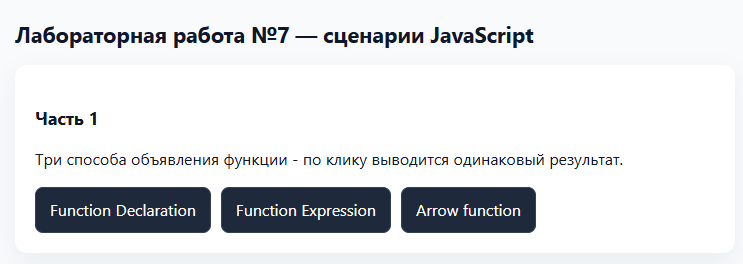 Лабораторная работа №7 — сценарии JavaScript
Часть 1
Три способа объявления функции - по клику выводится одинаковый результат.
Function Declaration
Function Expression
Arrow function